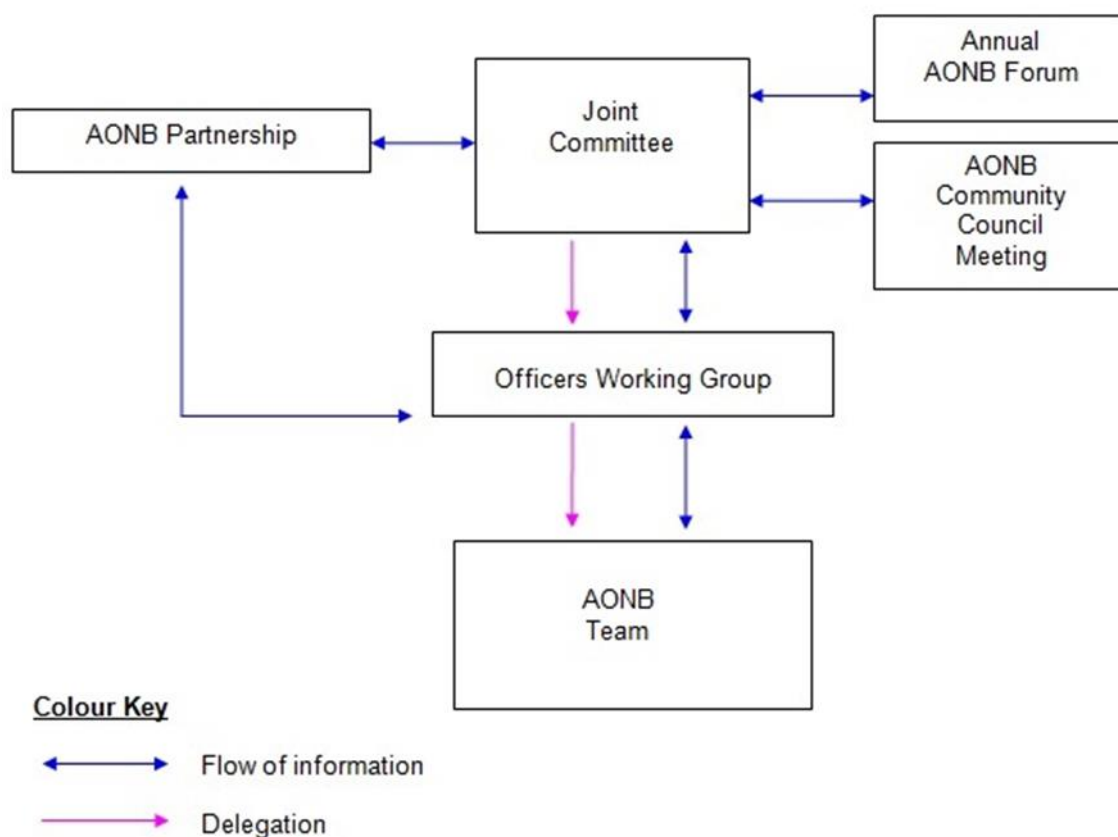 Annual
AONB Forum
Joint
Committee
AONB Partnership
AONB
Community
Council
Meeting
Officers Working Group
AONB
Team
Colour Key
Flow of information
Delegation